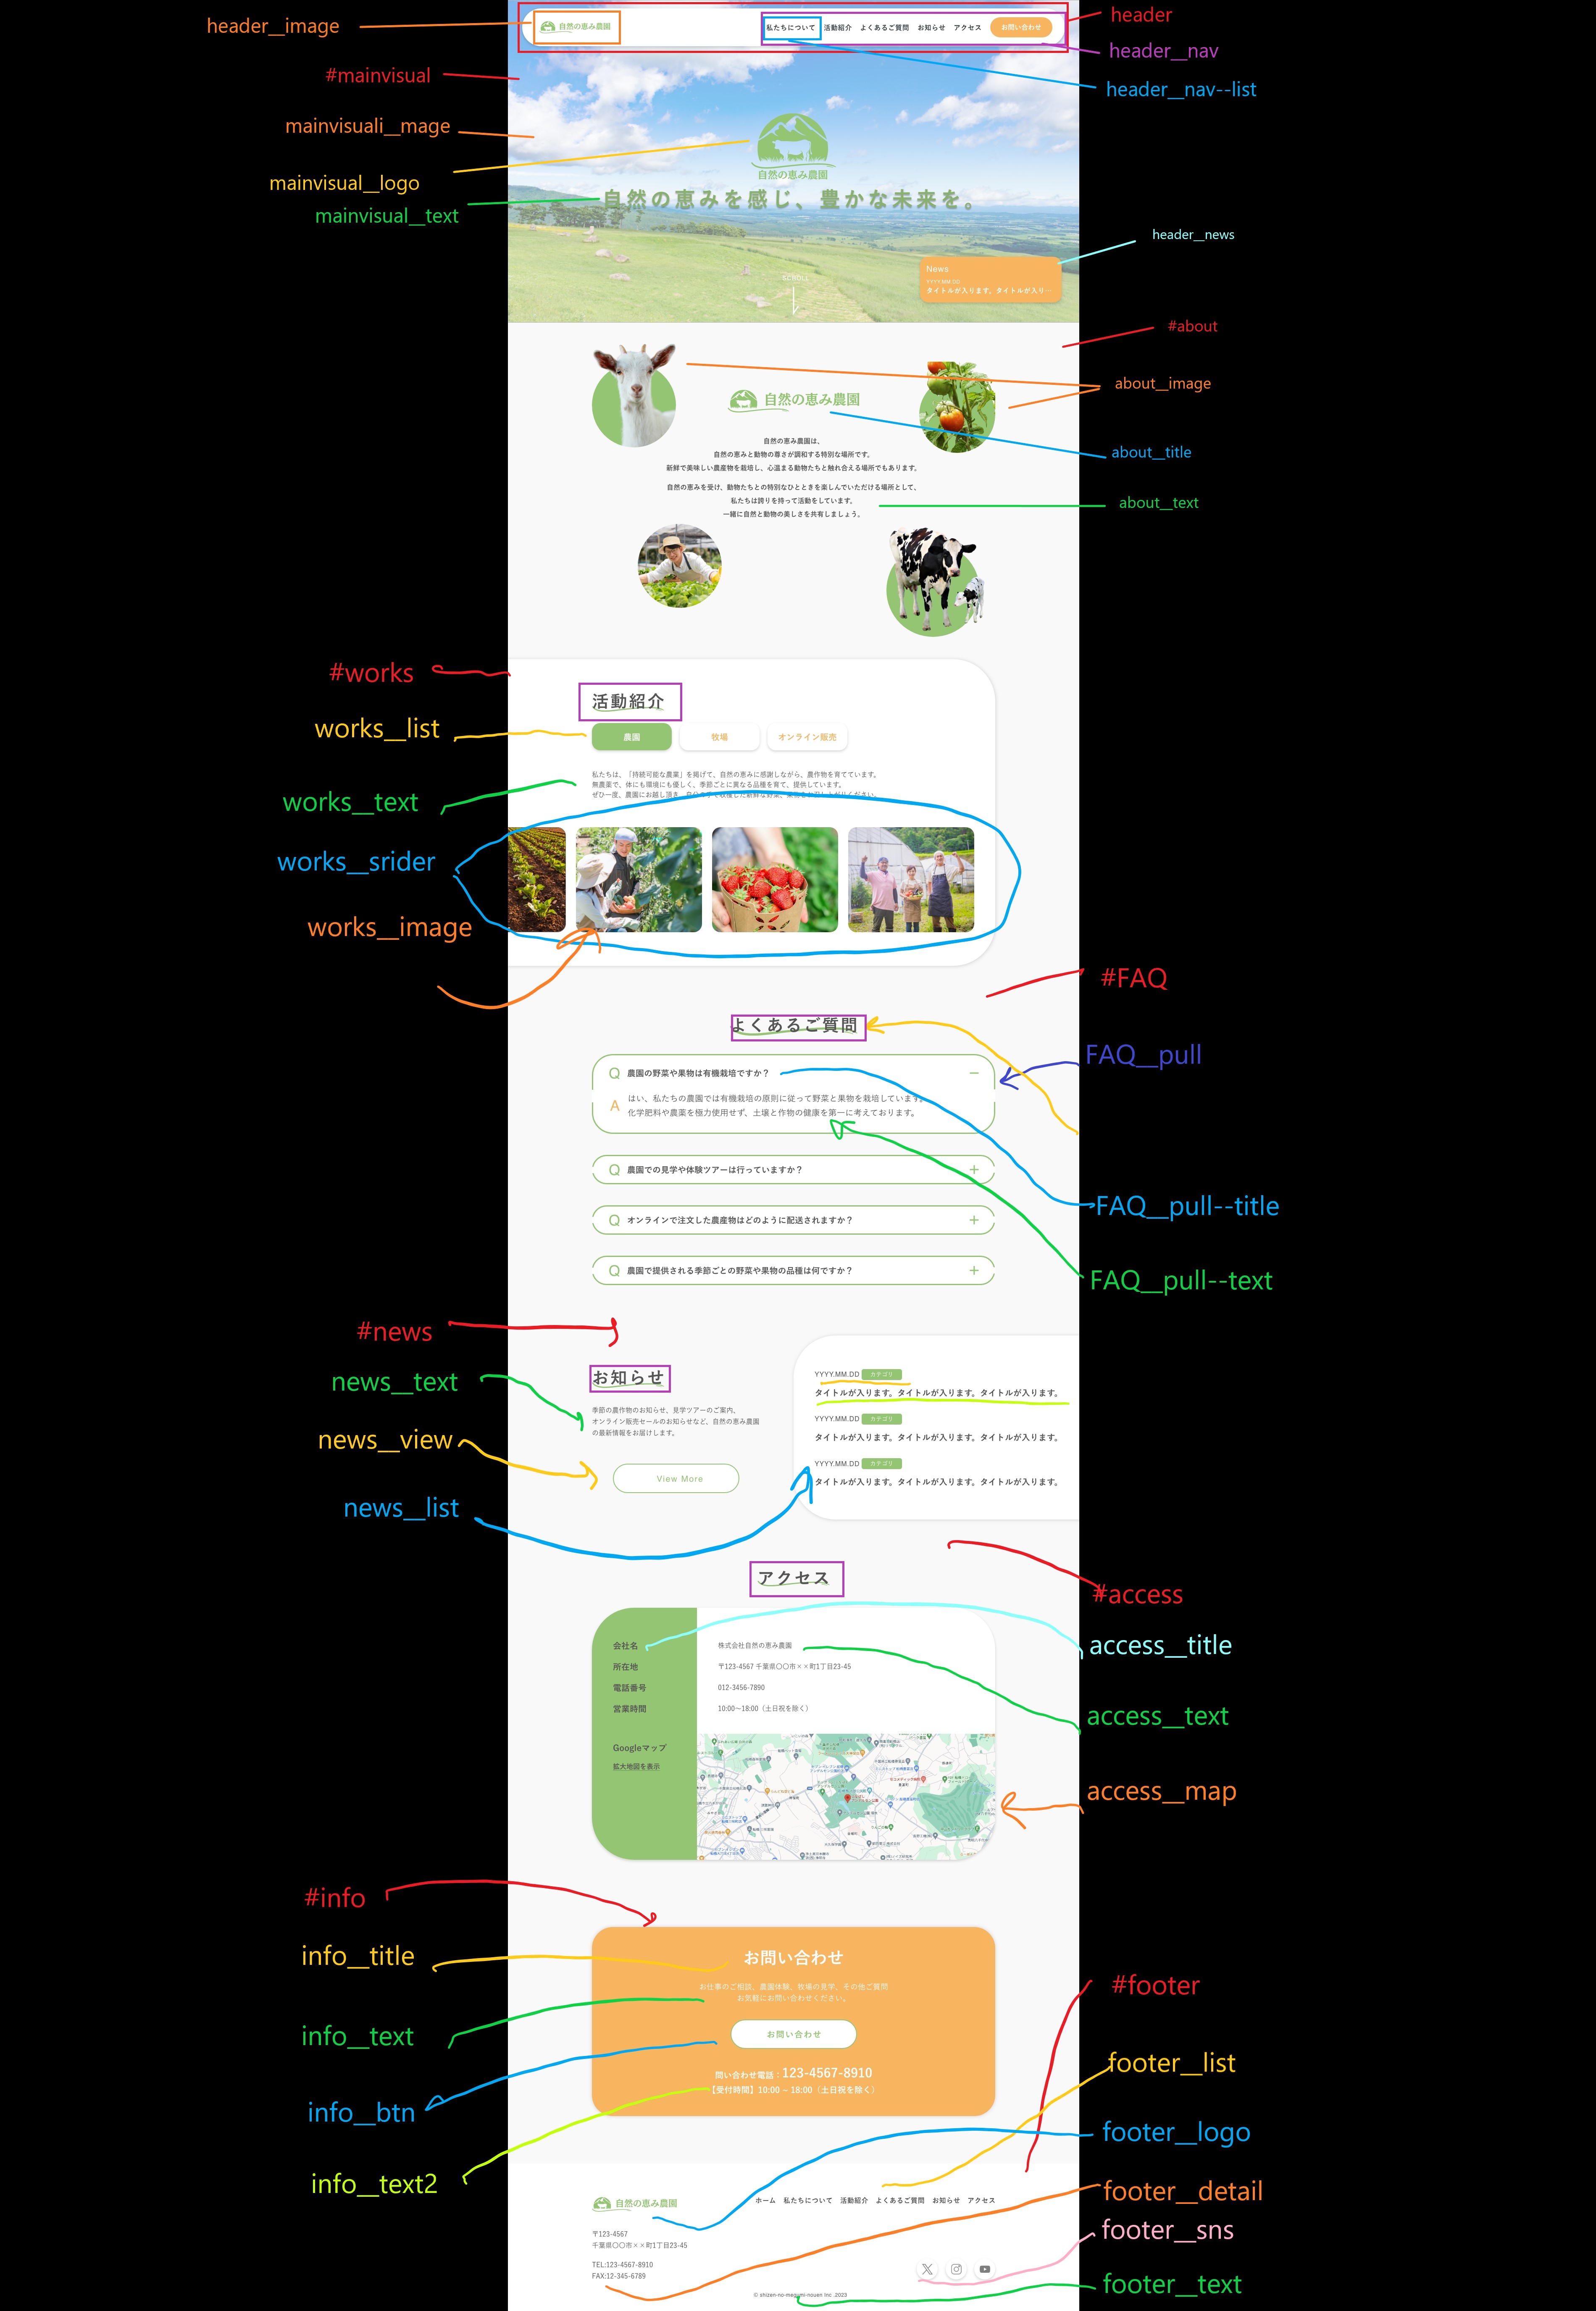 header__image
自然の恵み農園
私たちについて 活動紹介 よくあるご質問 お知らせ アクセス お問い合わせ
header
header__nav
header__nav--list
#mainvisual
mainvisuali__mage
mainvisual__logo
mainvisual__text
自然の恵み農園
自然の恵みを感じ、豊かな未来を。
header__news
SCROLL
News
YYYY.MM.DD
タイトルが入ります。タイトルが入り…
#about
about__image
about__title
about__text
自然の恵み農園
自然の恵み農園は、
自然の恵みと動物の尊さが調和する特別な場所です。
新鮮で美味しい農産物を栽培し、心温まる動物たちと触れ合える場所でもあります。
自然の恵みを受け、動物たちとの特別なひとときを楽しんでいただける場所として、
私たちは誇りを持って活動をしています。
一緒に自然と動物の美しさを共有しましょう。
#works
works__list
works__text
works__srider
works__image
活動紹介
農園 牧場 オンライン販売
私たちは、「持続可能な農業」を掲げて、自然の恵みに感謝しながら、農作物を育てています。
無農薬で、体にも環境にも優しく、季節ごとに異なる品種を育て、提供しています。
ぜひ一度、農園にお越し頂き、
#FAQ
FAQ__pull
FAQ__pull--title
FAQ__pull--text
よくあるご質問
Q 農園の野菜や果物は有機栽培ですか？ −
A はい、私たちの農園では有機栽培の原則に従って野菜と果物を栽培しています。
化学肥料や農薬を極力使用せず、土壌と作物の健康を第一に考えております。
Q 農園での見学や体験ツアーは行っていますか？ +
Q オンラインで注文した農産物はどのように配送されますか？ +
Q 農園で提供される季節ごとの野菜や果物の品種は何ですか？ +
#news
news__text
news__view
news__list
お知らせ
季節の農作物のお知らせ、見学ツアーのご案内、
オンライン販売セールのお知らせなど、自然の恵み農園
の最新情報をお届けします。
View More
YYYY.MM.DD カテゴリ
タイトルが入ります。タイトルが入ります。タイトルが入ります。
YYYY.MM.DD カテゴリ
タイトルが入ります。タイトルが入ります。タイトルが入ります。
YYYY.MM.DD カテゴリ
タイトルが入ります。タイトルが入ります。タイトルが入ります。
#access
access__title
access__text
access__map
アクセス
会社名 株式会社自然の恵み農園
所在地 〒123-4567 千葉県〇〇市××町1丁目23-45
電話番号 012-3456-7890
営業時間 10:00〜18:00（土日祝を除く）
Googleマップ
拡大地図を表示
#info
info__title
info__text
info__btn
info__text2
お問い合わせ
お仕事のご相談、農園体験、牧場の見学、その他ご質問
お気軽にお問い合わせください。
お問い合わせ
問い合わせ電話：123-4567-8910
【受付時間】10:00 ~ 18:00（土日祝を除く）
#footer
footer__list
footer__logo
footer__detail
footer__sns
footer__text
自然の恵み農園
ホーム 私たちについて 活動紹介 よくあるご質問 お知らせ アクセス
〒123-4567
千葉県〇〇市××町1丁目23-45
TEL:123-4567-8910
FAX:12-345-6789
© shizen-no-megumi-nouen Inc. 2023